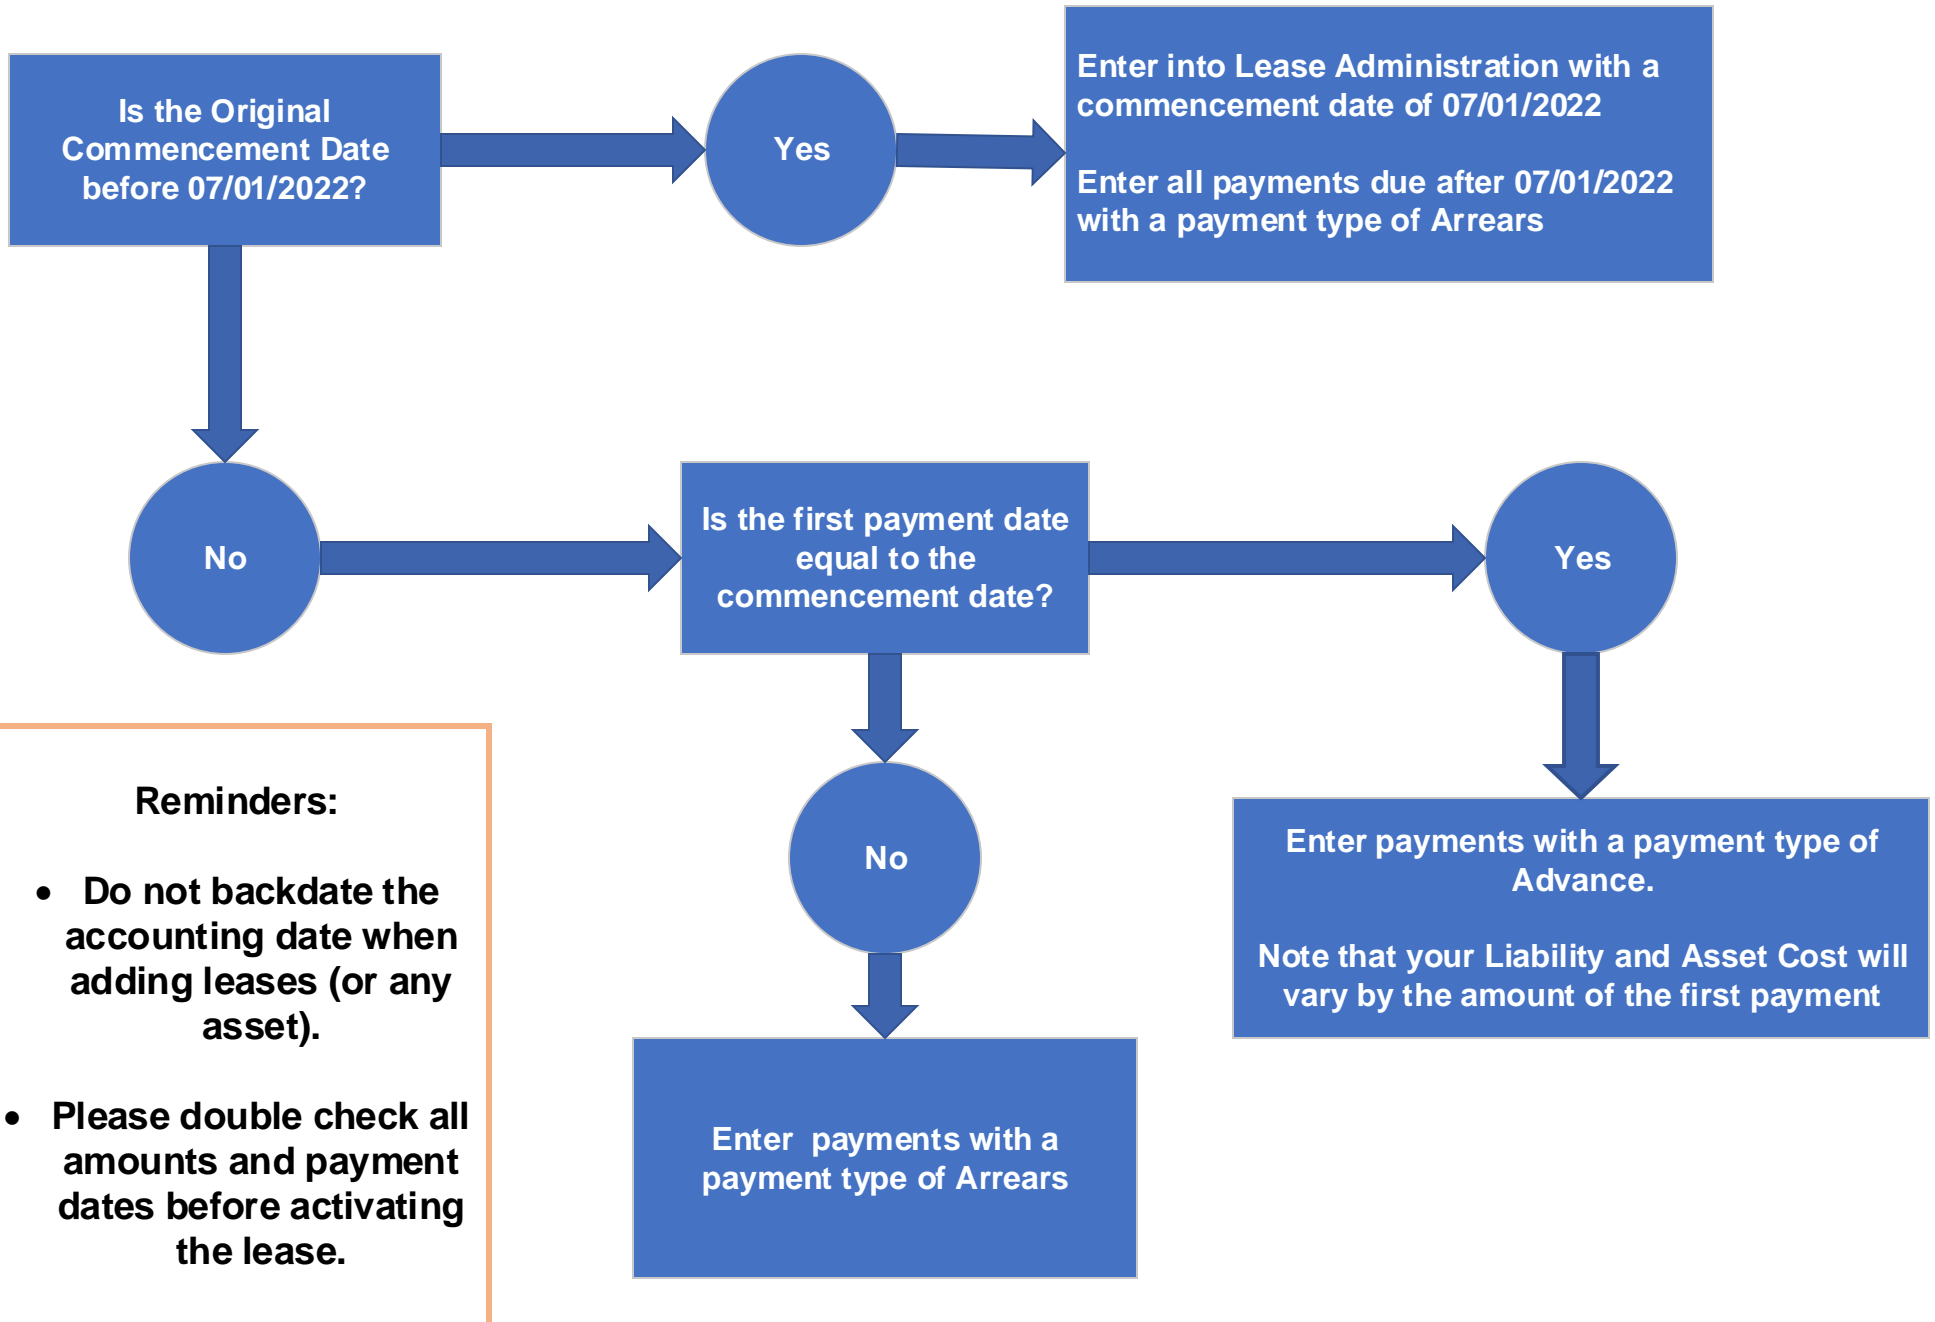 Is the Original
Commencement Date
before 07/01/2022?
Yes
Enter into Lease Administration with a
commencement date of 07/01/2022
Enter all payments due after 07/01/2022
with a payment type of Arrears
No
Is the first payment date
equal to the
commencement date?
Yes
No
Enter payments with a payment type of
Advance.
Note that your Liability and Asset Cost will
vary by the amount of the first payment
Enter  payments with a
payment type of Arrears
Reminders:
• Do not backdate the
accounting date when
adding leases (or any
asset).
• Please double check all
amounts and payment
dates before activating
the lease.